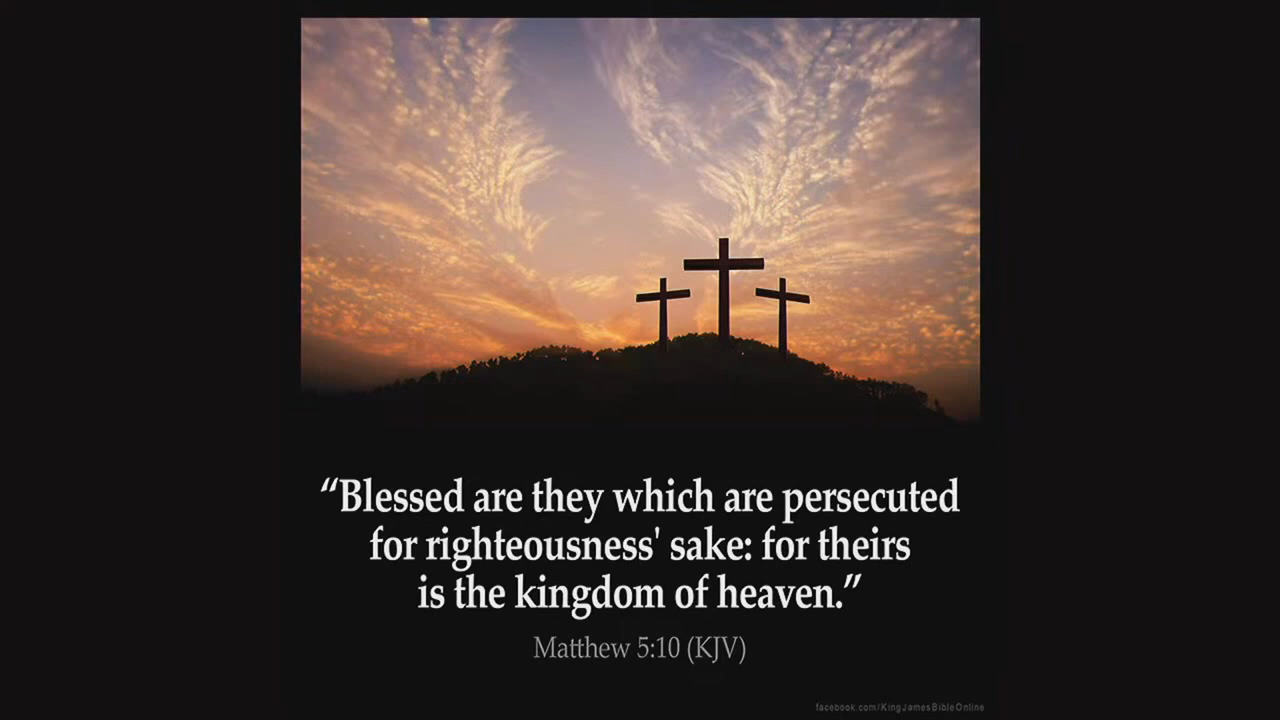 “Blessed are they which are persecuted
for righteousness' sake: for theirs
is the kingdom of heaven.”
Matthew 5:10 (KJV)
facebook.com/KingJamesBibleOnline